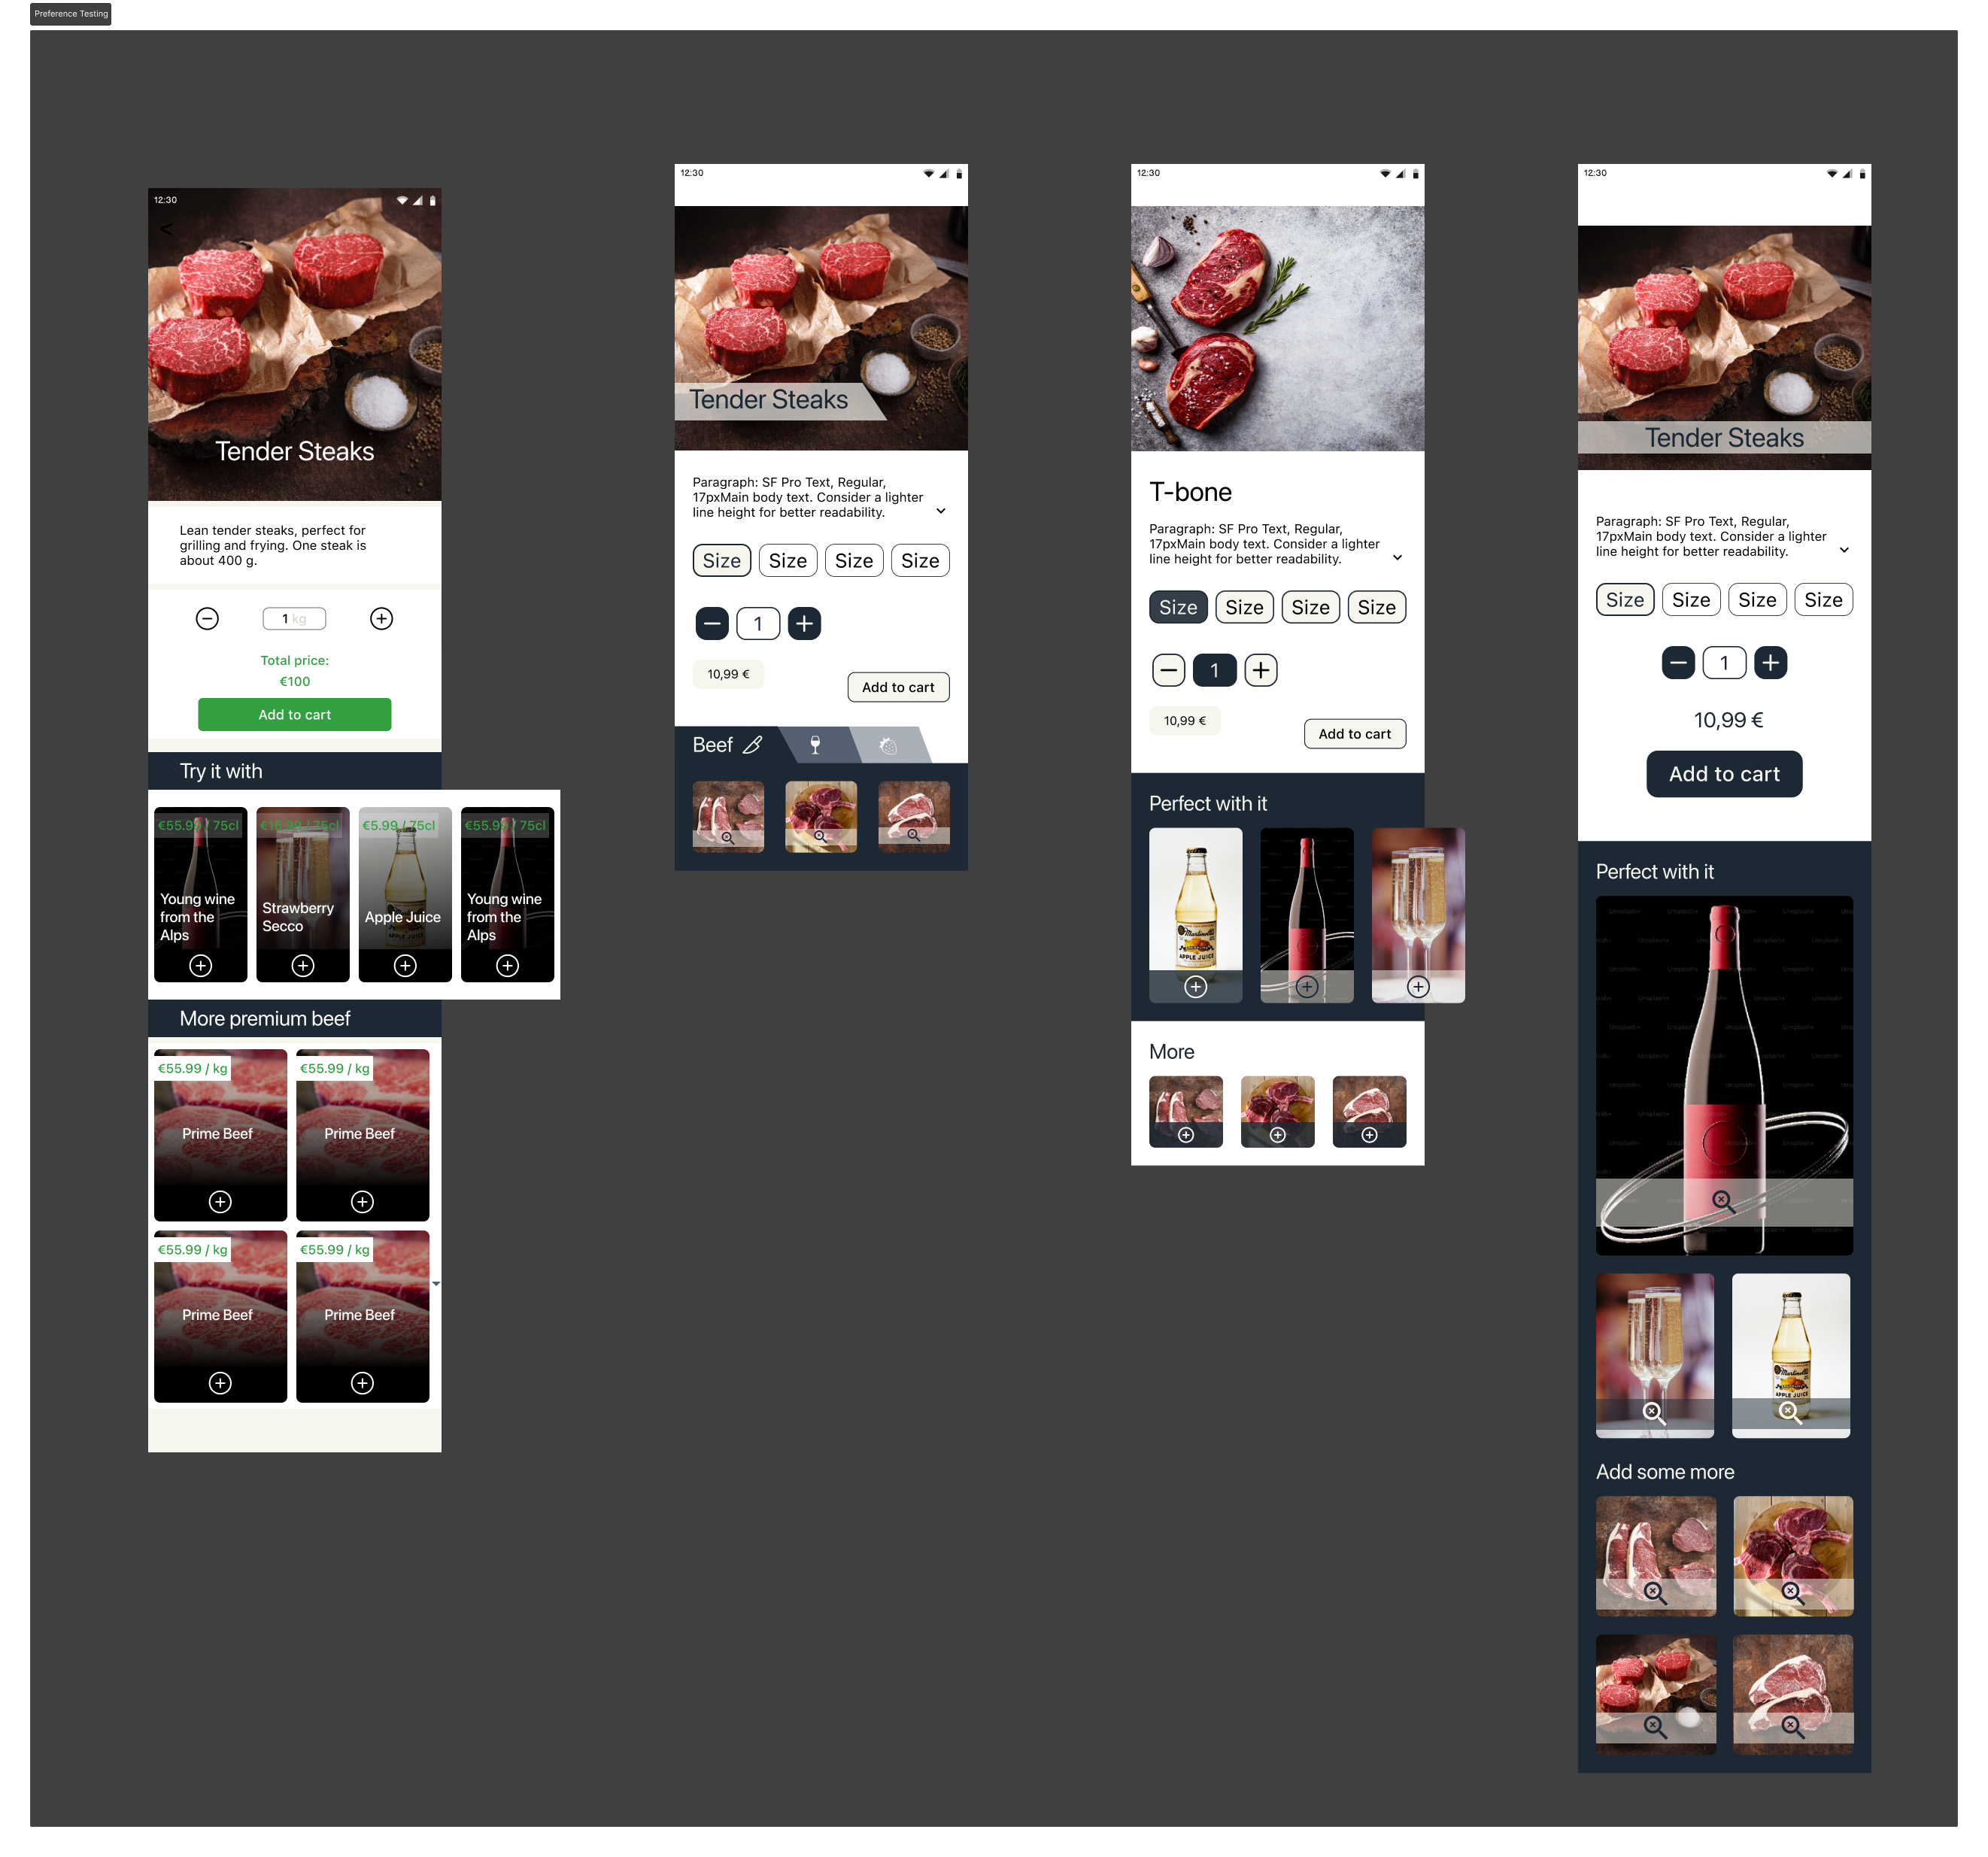 Preference Testing
12:30
<
Tender Steaks
Lean tender steaks, perfect for
grilling and frying. One steak is
about 400 g.
1 kg
Total price:
€100
Add to cart
Try it with
€55.99 / 75cl
€15.99 / 75cl
€5.99 / 75cl
€55.99 / 75cl
Young wine
from the
Alps
Strawberry
Secco
Apple Juice
Young wine
from the
Alps
More premium beef
€55.99 / kg
€55.99 / kg
Prime Beef
Prime Beef
€55.99 / kg
€55.99 / kg
Prime Beef
Prime Beef
12:30
Tender Steaks
Paragraph: SF Pro Text, Regular,
17pxMain body text. Consider a lighter
line height for better readability.
Size Size Size Size
1
10,99 €
Add to cart
Beef
12:30
T-bone
Paragraph: SF Pro Text, Regular,
17pxMain body text. Consider a lighter
line height for better readability.
Size Size Size Size
1
10,99 €
Add to cart
Perfect with it
Martinelli's
APPLE JUICE
More
12:30
Tender Steaks
Paragraph: SF Pro Text, Regular,
17pxMain body text. Consider a lighter
line height for better readability.
Size Size Size Size
1
10,99 €
Add to cart
Perfect with it
Martinelli's
APPLE JUICE
Add some more